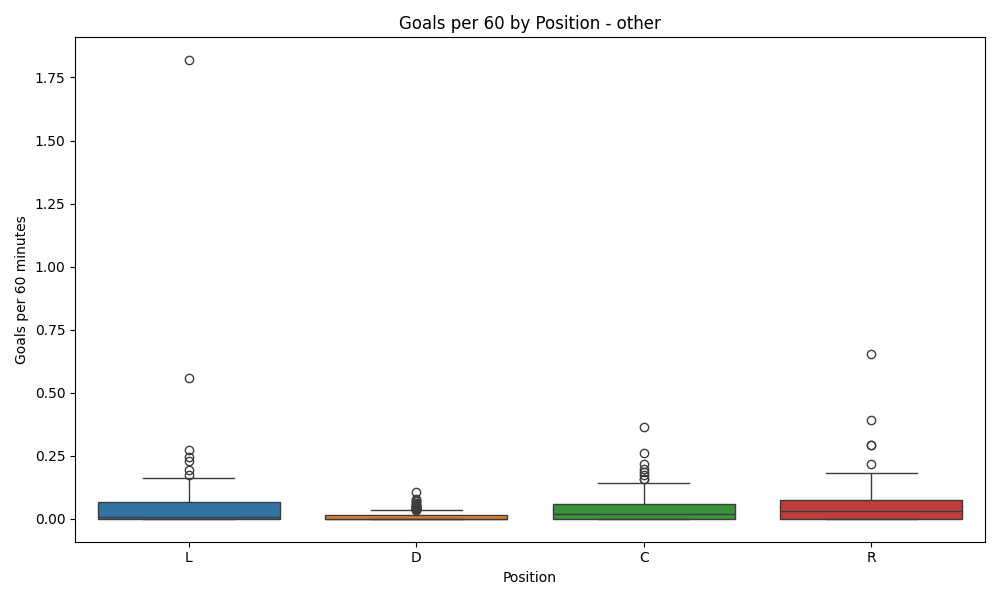 Goals per 60 by Position - other
Goals per 60 minutes
1.75
1.50
1.25
1.00
0.75
0.50
0.25
0.00
L
D
C
R
Position